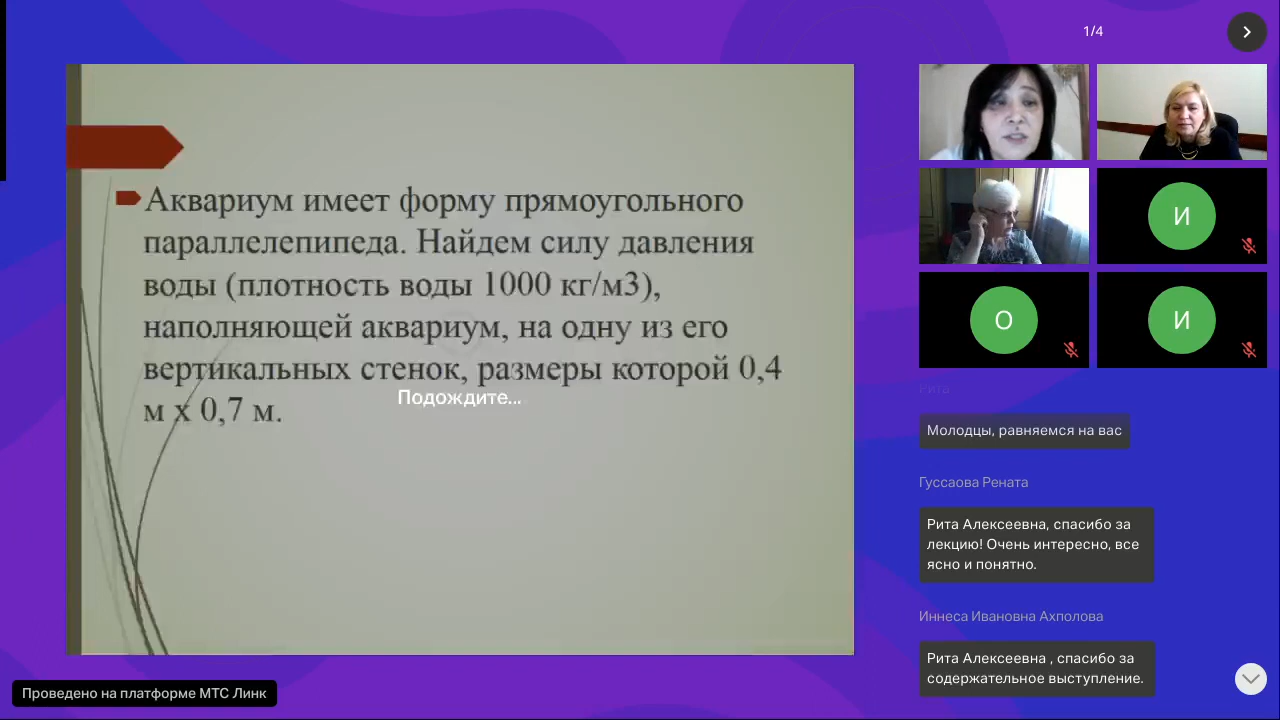 1/4
Аквариум имеет форму прямоугольного
параллелепипеда. Найдем силу давления
воды (плотность воды 1000 кг/м3),
наполняющей аквариум, на одну из его
вертикальных стенок, размеры которой 0,4
м х 0,7 м.
Подождите...
И
О
И
Рита
Молодцы, равняемся на вас
Гуссаова Рената
Рита Алексеевна, спасибо за
лекцию! Очень интересно, все
ясно и понятно.
Иннеса Ивановна Ахполова
Рита Алексеевна , спасибо за
содержательное выступление.
Проведено на платформе МТС Линк